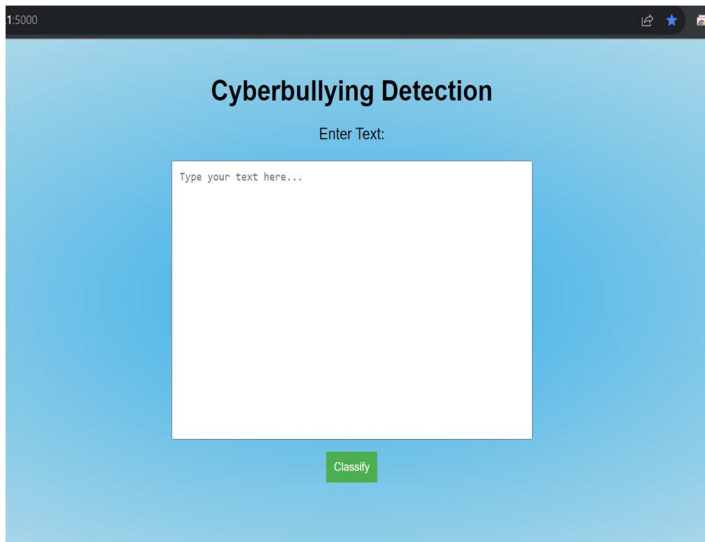 .1:5000
Cyberbullying Detection
Enter Text:
Type your text here...
Classify